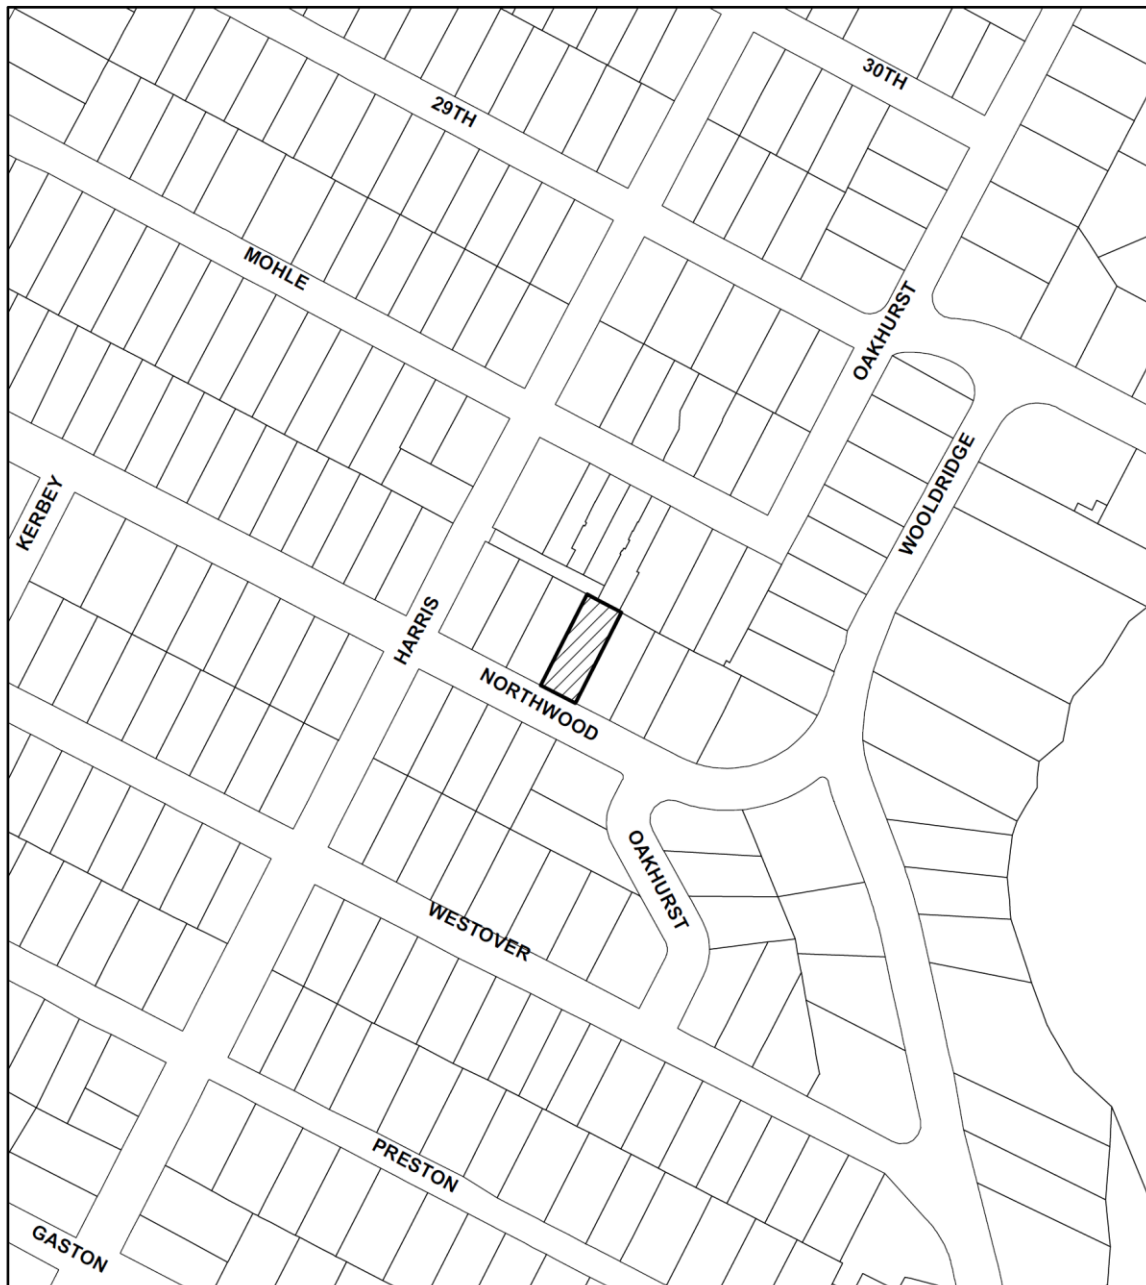 30TH
29TH
MOHLE
OAKHURST
WOOLDRIDGE
KERBEY
HARRIS
NORTHWOOD
OAKHURST
WESTOVER
PRESTON
GASTON